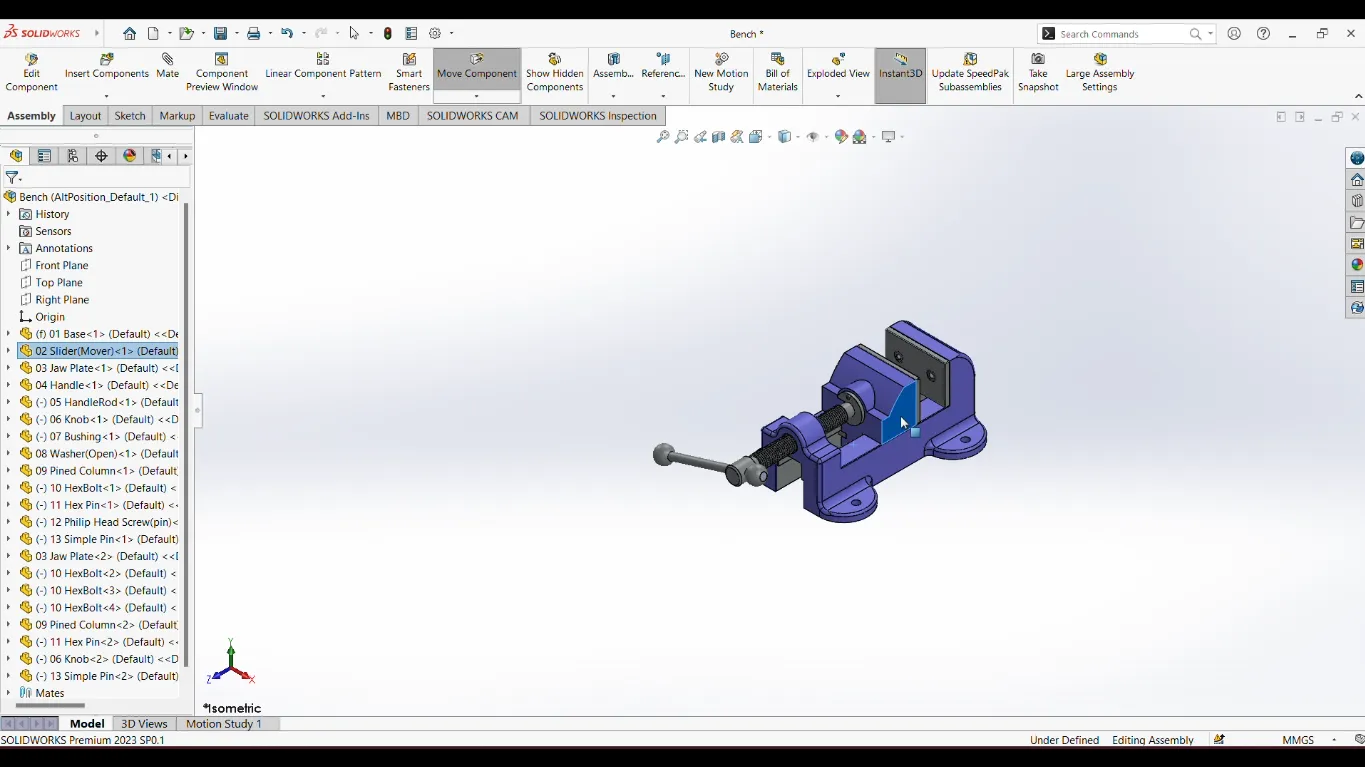 SOLIDWORKS
Bench *
Search Commands
Edit Component
Insert Components
Mate
Component Preview Window
Linear Component Pattern
Smart Fasteners
Move Component
Show Hidden Components
Assemb...
Referenc...
New Motion Study
Bill of Materials
Exploded View
Instant3D
Update SpeedPak Subassemblies
Take Snapshot
Large Assembly Settings
Assembly
Layout
Sketch
Markup
Evaluate
SOLIDWORKS Add-Ins
MBD
SOLIDWORKS CAM
SOLIDWORKS Inspection
Bench (AltPosition_Default_1) <Di
History
Sensors
Annotations
Front Plane
Top Plane
Right Plane
Origin
(f) 01 Base<1> (Default) <<De
02 Slider(Mover)<1> (Default)
03 Jaw Plate<1> (Default) <<D
04 Handle<1> (Default) <<De
(-) 05 HandleRod<1> (Default
(-) 06 Knob<1> (Default) <<D
(-) 07 Bushing<1> (Default) <
08 Washer(Open)<1> (Default
09 Pined Column<1> (Default)
(-) 10 HexBolt<1> (Default) <
(-) 11 Hex Pin<1> (Default) <
(-) 12 Philip Head Screw(pin)<
(-) 13 Simple Pin<1> (Default)
03 Jaw Plate<2> (Default) <<D
(-) 10 HexBolt<2> (Default) <
(-) 10 HexBolt<3> (Default) <
(-) 10 HexBolt<4> (Default) <
09 Pined Column<2> (Default)
(-) 11 Hex Pin<2> (Default) <
(-) 06 Knob<2> (Default) <<D
(-) 13 Simple Pin<2> (Default)
Mates
Y
Z
X
*Isometric
Model
3D Views
Motion Study 1
SOLIDWORKS Premium 2023 SP0.1
Under Defined
Editing Assembly
MMGS